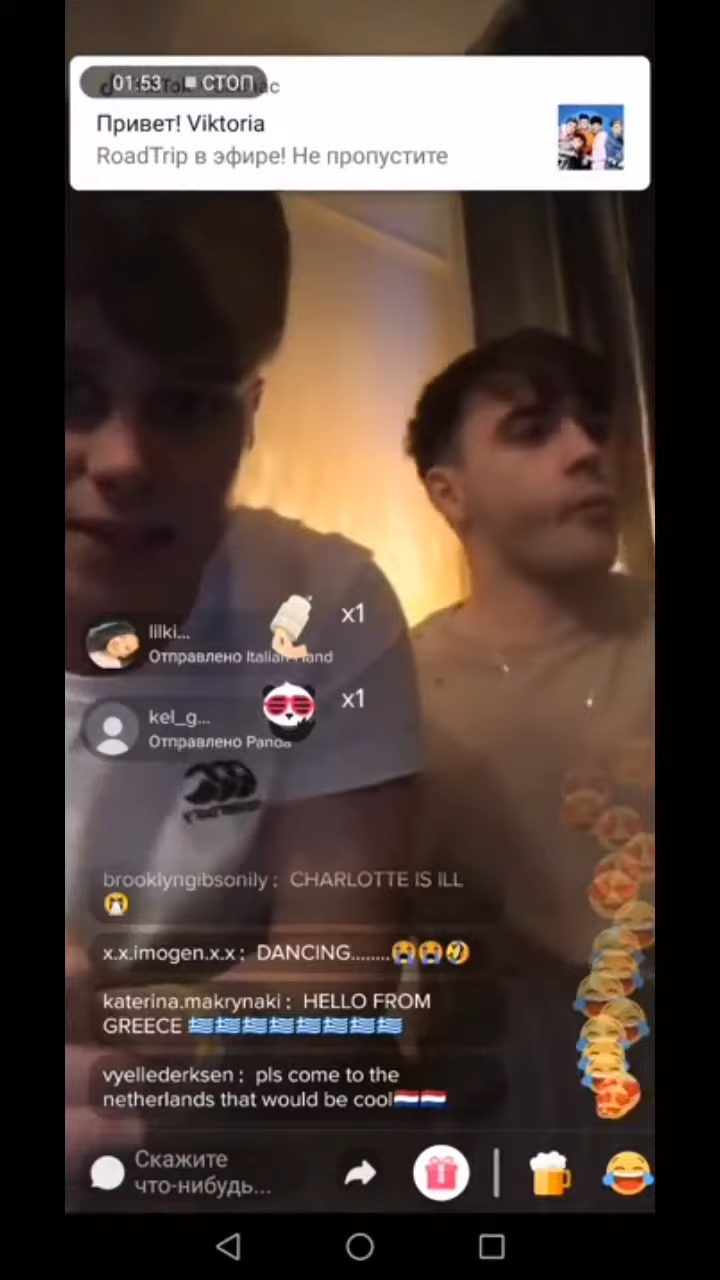 01:53 СТОП
Привет! Viktoria
RoadTrip в эфире! Не пропустите
lilki... x1
Отправлено Italian Hand
kel_g... x1
Отправлено Panda
brooklyngibsonily : CHARLOTTE IS ILL
🤧
x.x.imogen.x.x : DANCING........😭😭🤣
katerina.makrynaki : HELLO FROM
GREECE 🇬🇷🇬🇷🇬🇷🇬🇷🇬🇷🇬🇷🇬🇷🇬🇷
vyellederksen : pls come to the
netherlands that would be cool🇳🇱🇳🇱
Скажите
что-нибудь...